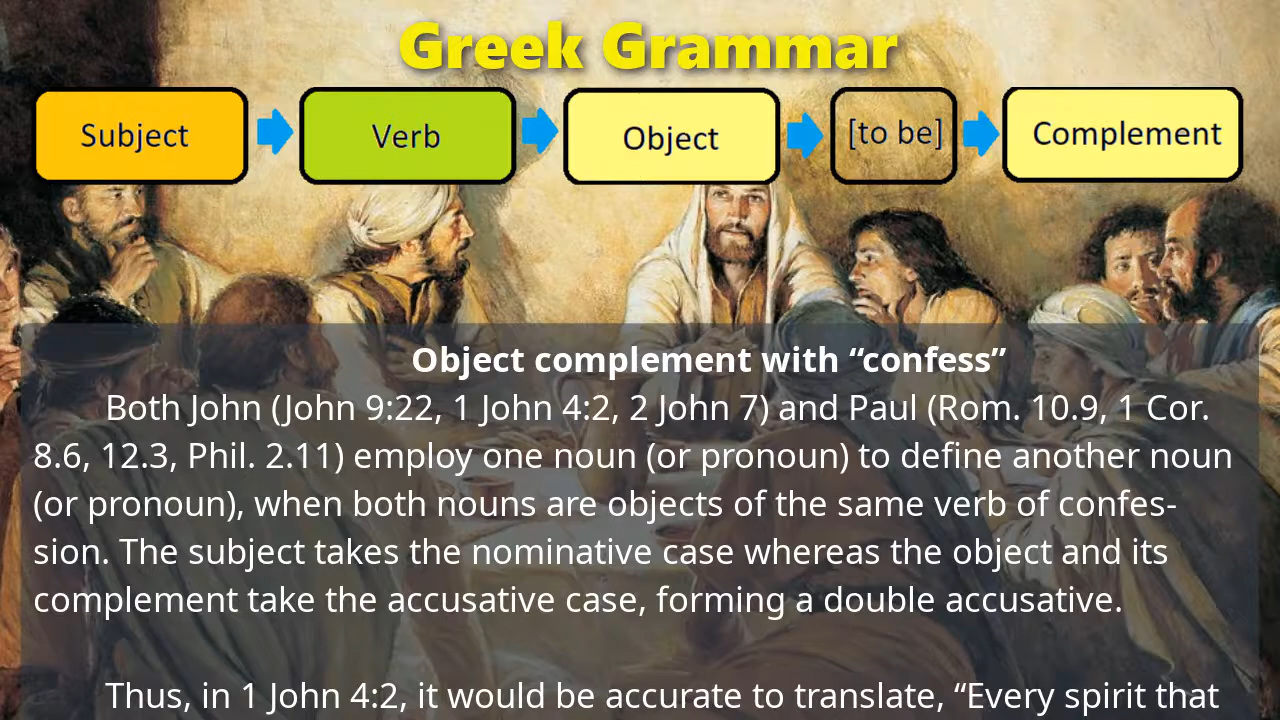 Greek Grammar
Subject
Verb
Object
[to be]
Complement
Object complement with “confess”
Both John (John 9:22, 1 John 4:2, 2 John 7) and Paul (Rom. 10.9, 1 Cor.
8.6, 12.3, Phil. 2.11) employ one noun (or pronoun) to define another noun
(or pronoun), when both nouns are objects of the same verb of confes-
sion. The subject takes the nominative case whereas the object and its
complement take the accusative case, forming a double accusative.
Thus, in 1 John 4:2, it would be accurate to translate, “Every spirit that